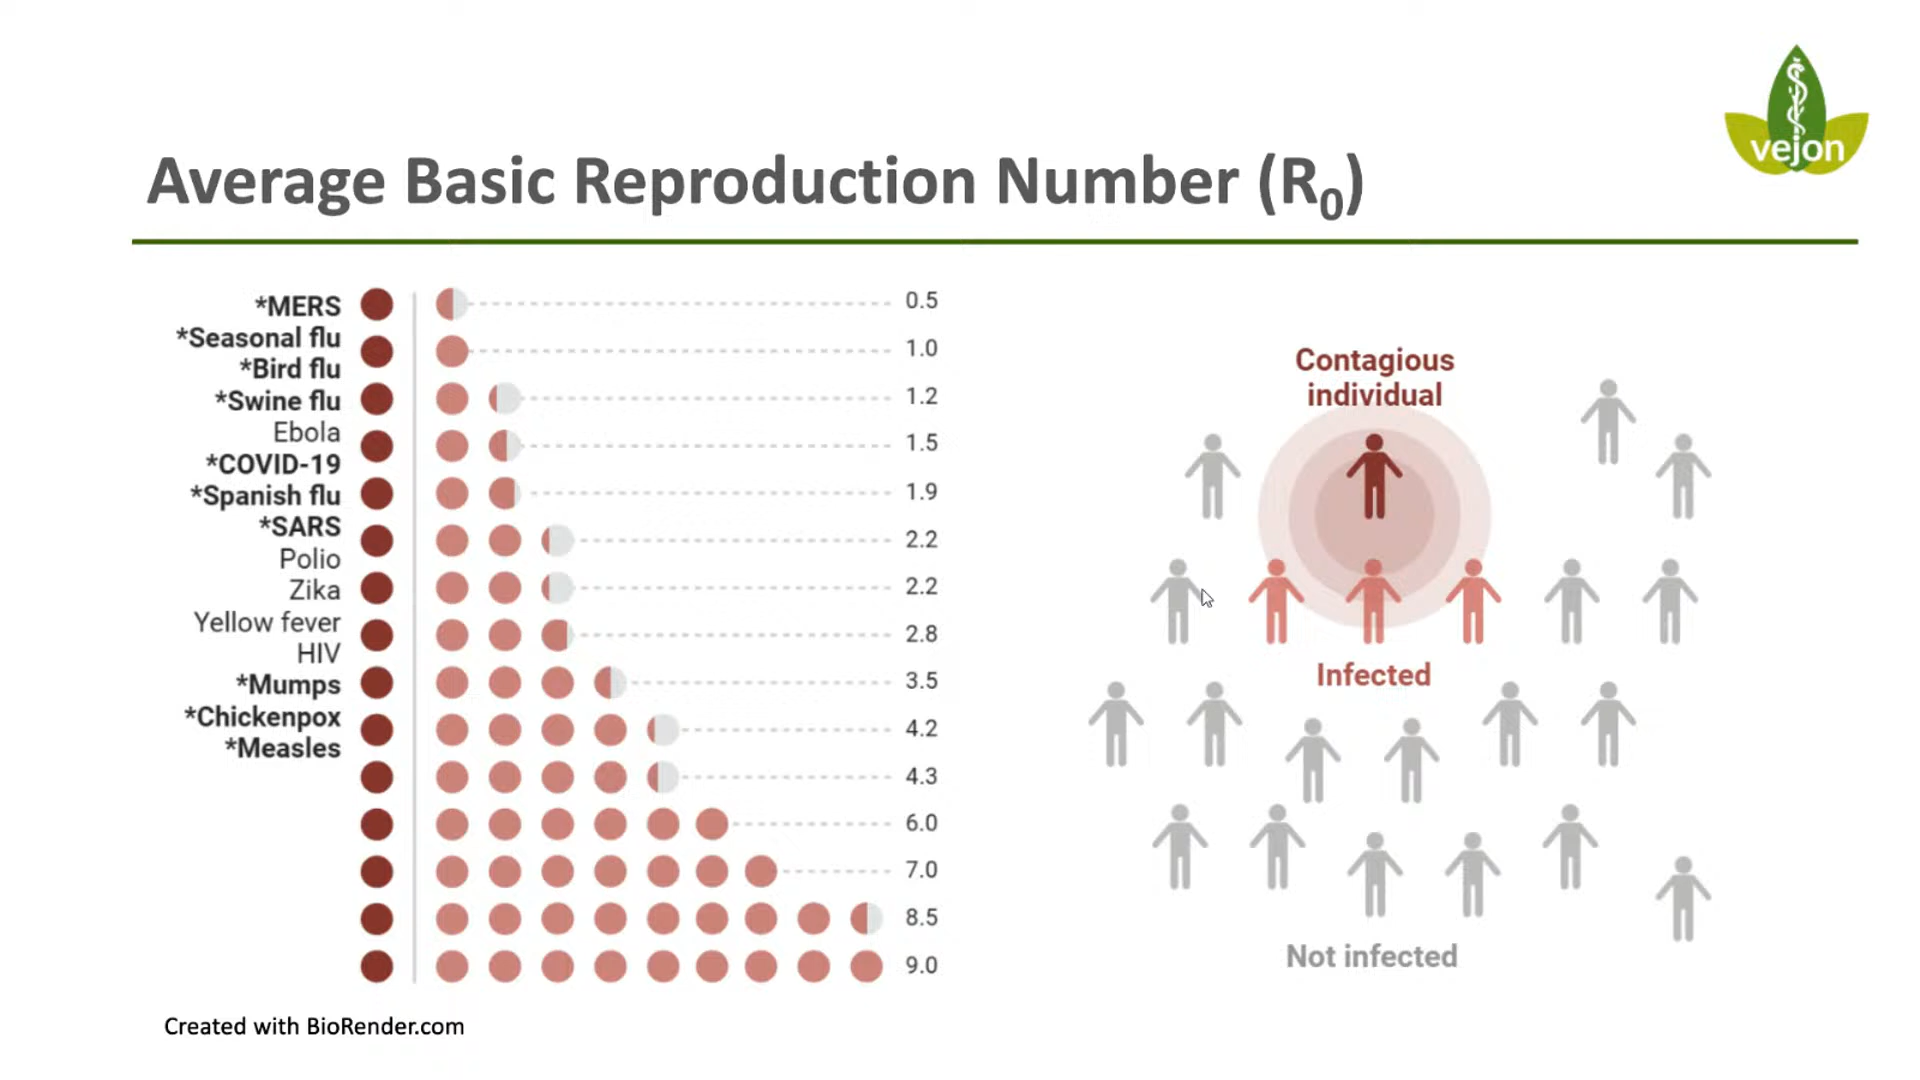 vejon
Average Basic Reproduction Number (R₀)
*MERS
*Seasonal flu
*Bird flu
*Swine flu
Ebola
*COVID-19
*Spanish flu
*SARS
Polio
Zika
Yellow fever
HIV
*Mumps
*Chickenpox
*Measles
0.5
1.0
1.2
1.5
1.9
2.2
2.2
2.8
3.5
4.2
4.3
6.0
7.0
8.5
9.0
Contagious
individual
Infected
Not infected
Created with BioRender.com